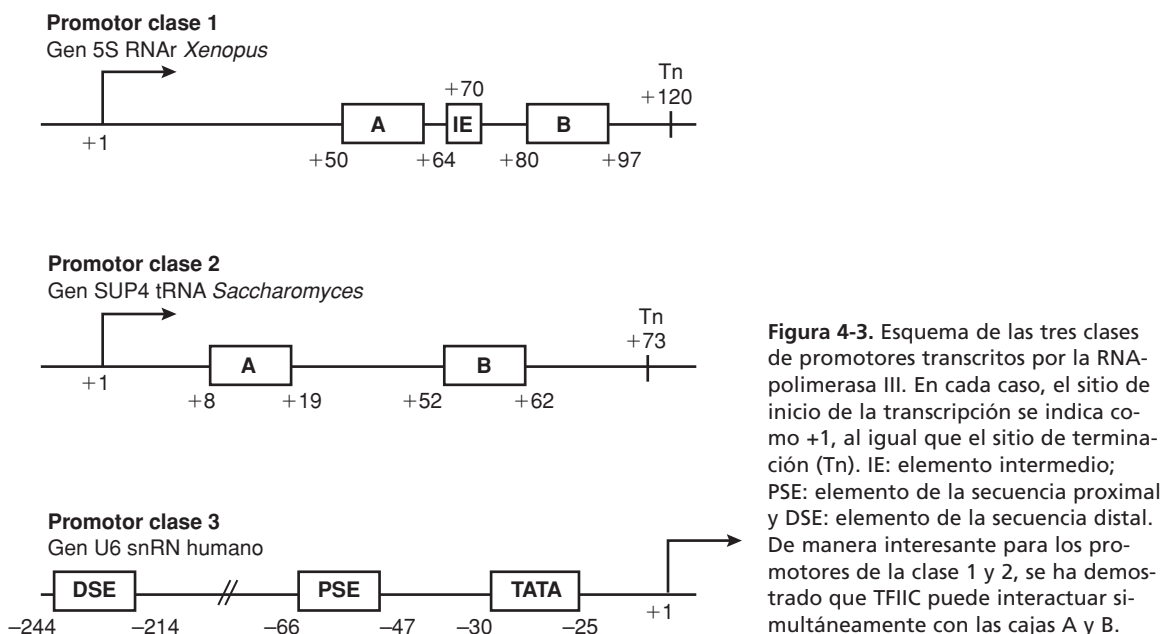 Promotor clase 1
Gen 5S RNAr Xenopus
+70
Tn
+120
A
IE
B
+1
+50
+64
+80
+97
Promotor clase 2
Gen SUP4 tRNA Saccharomyces
Tn
+73
A
B
+1
+8
+19
+52
+62
Promotor clase 3
Gen U6 snRN humano
DSE
PSE
TATA
+1
–244
–214
–66
–47
–30
–25
Figura 4-3. Esquema de las tres clases
de promotores transcritos por la RNA-
polimerasa III. En cada caso, el sitio de
inicio de la transcripción se indica co-
mo +1, al igual que el sitio de termina-
ción (Tn). IE: elemento intermedio;
PSE: elemento de la secuencia proximal
y DSE: elemento de la secuencia distal.
De manera interesante para los pro-
motores de la clase 1 y 2, se ha demos-
trado que TFIIC puede interactuar si-
multáneamente con las cajas A y B.